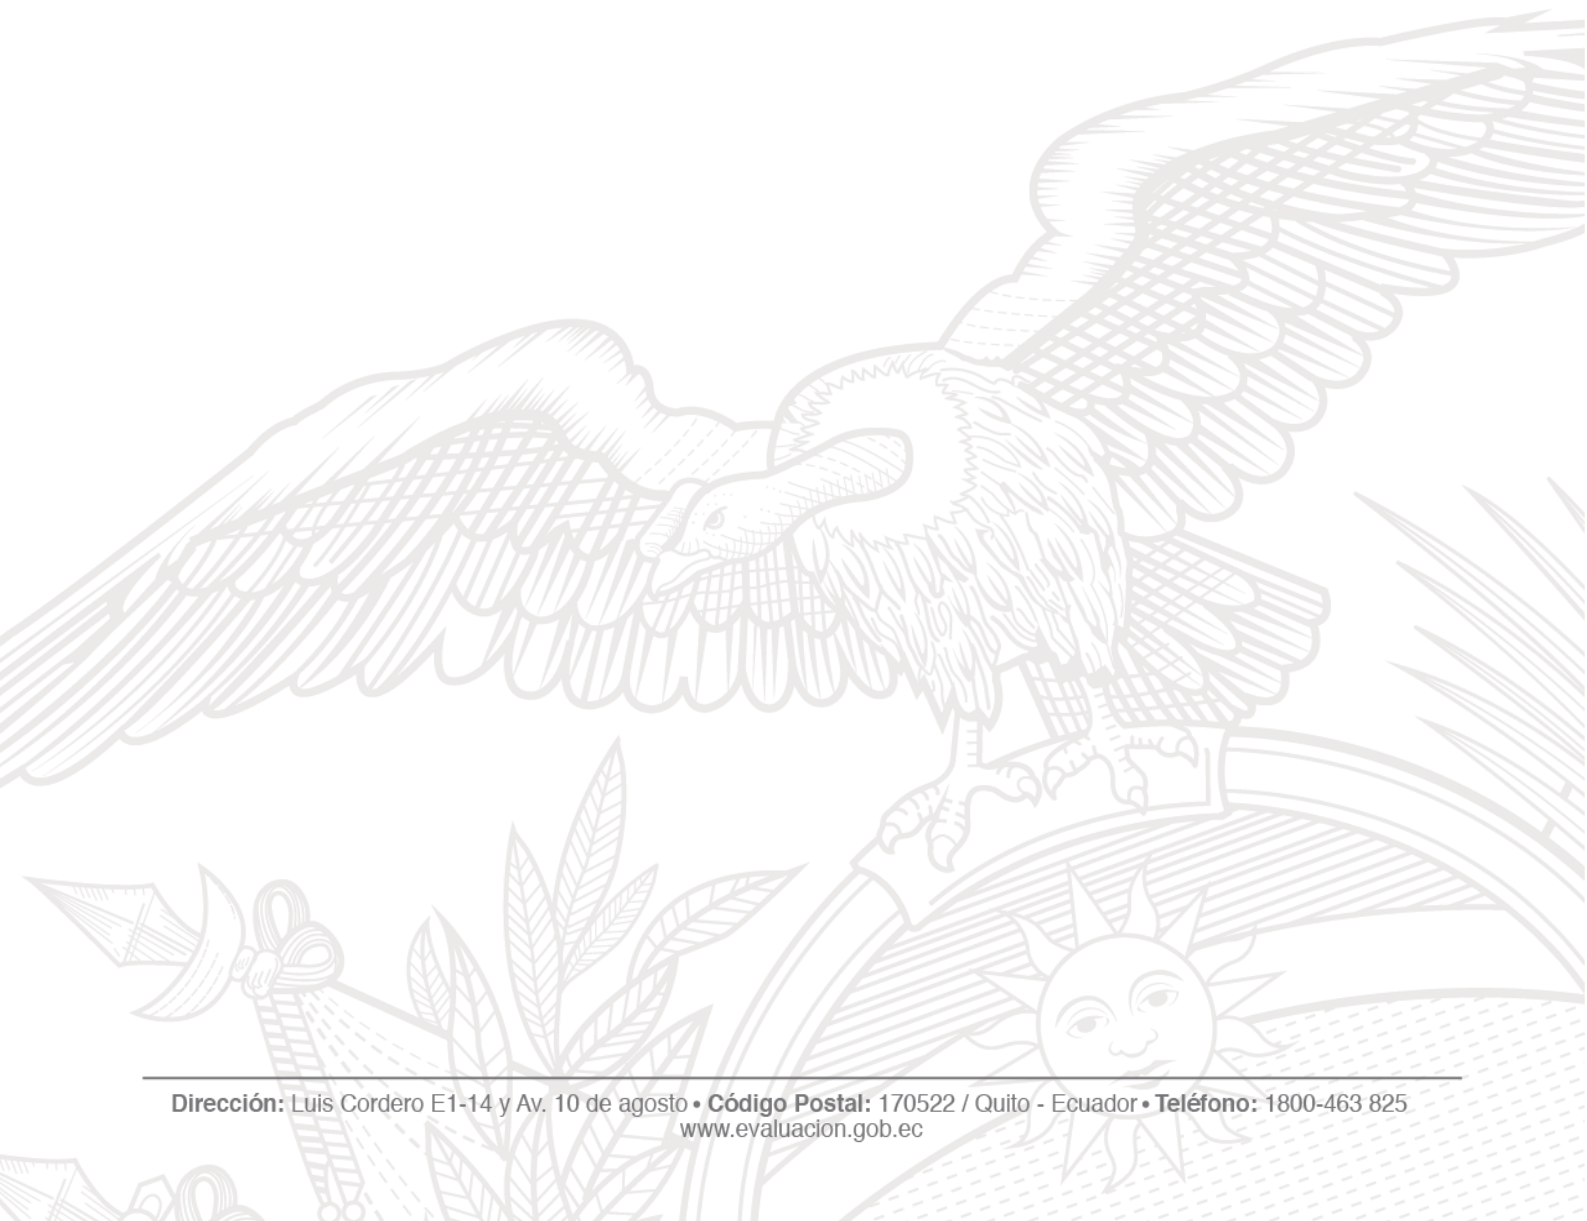 Dirección: Luis Cordero E1-14 y Av. 10 de agosto • Código Postal: 170522 / Quito - Ecuador • Teléfono: 1800-463 825
www.evaluacion.gob.ec